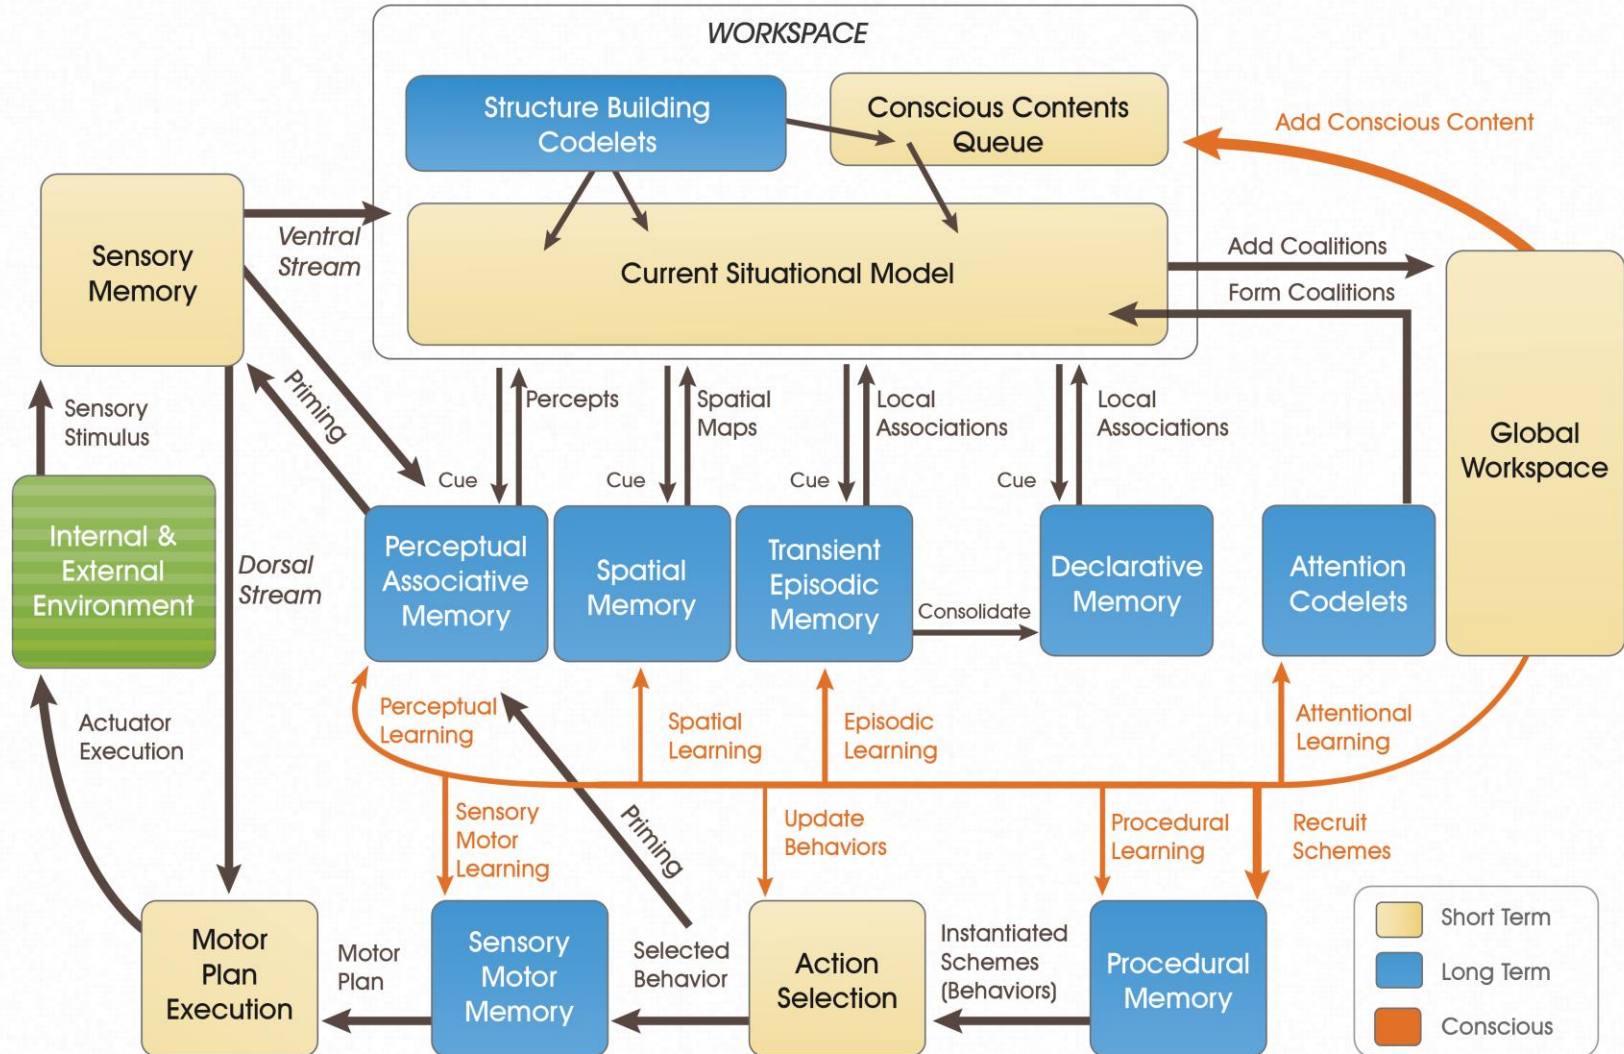 WORKSPACE
Structure Building
Codelets
Conscious Contents
Queue
Add Conscious Content
Sensory
Memory
Ventral
Stream
Current Situational Model
Add Coalitions
Form Coalitions
Global
Workspace
Sensory
Stimulus
Priming
Percepts
Cue
Spatial
Maps
Cue
Local
Associations
Cue
Local
Associations
Cue
Internal &
External
Environment
Dorsal
Stream
Perceptual
Associative
Memory
Spatial
Memory
Transient
Episodic
Memory
Consolidate
Declarative
Memory
Attention
Codelets
Actuator
Execution
Perceptual
Learning
Spatial
Learning
Episodic
Learning
Attentional
Learning
Sensory
Motor
Learning
Priming
Update
Behaviors
Procedural
Learning
Recruit
Schemes
Motor
Plan
Execution
Motor
Plan
Sensory
Motor
Memory
Selected
Behavior
Action
Selection
Instantiated
Schemes
(Behaviors)
Procedural
Memory
Short Term
Long Term
Conscious